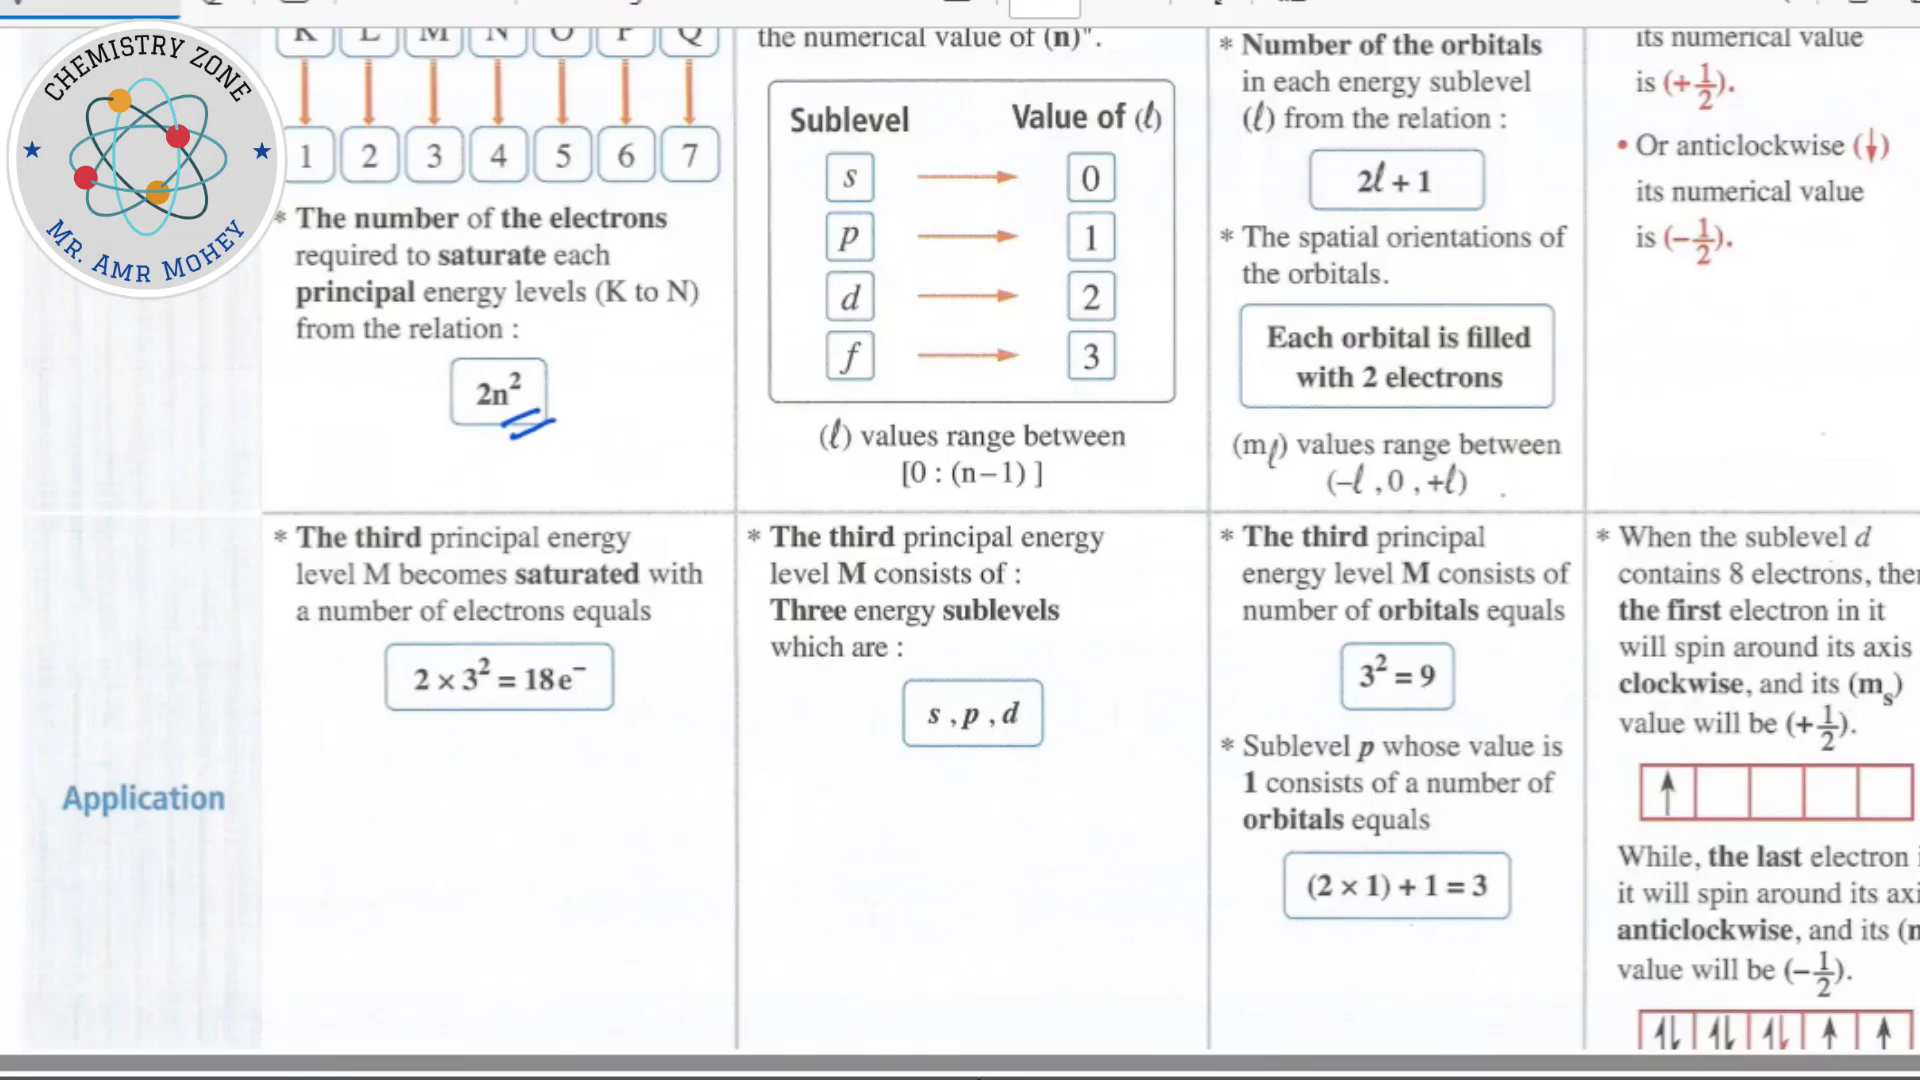 CHEMISTRY ZONE
MR. AMR MOHEY
K L M N O P Q
1 2 3 4 5 6 7
* The number of the electrons
required to saturate each
principal energy levels (K to N)
from the relation :
2n²
the numerical value of (n)".
Sublevel Value of (ℓ)
s 0
p 1
d 2
f 3
(ℓ) values range between
[0 : (n−1) ]
* Number of the orbitals
in each energy sublevel
(ℓ) from the relation :
2ℓ + 1
* The spatial orientations of
the orbitals.
Each orbital is filled
with 2 electrons
(mℓ) values range between
(−ℓ ,0 , +ℓ)
its numerical value
is (+1/2).
• Or anticlockwise (↓)
its numerical value
is (−1/2).
Application
* The third principal energy
level M becomes saturated with
a number of electrons equals
2 × 3² = 18e⁻
* The third principal energy
level M consists of :
Three energy sublevels
which are :
s , p , d
* The third principal
energy level M consists of
number of orbitals equals
3² = 9
* Sublevel p whose value is
1 consists of a number of
orbitals equals
(2 × 1) + 1 = 3
* When the sublevel d
contains 8 electrons, then
the first electron in it
will spin around its axis
clockwise, and its (mₛ)
value will be (+1/2).
While, the last electron
it will spin around its
anticlockwise, and its
value will be (−1/2).